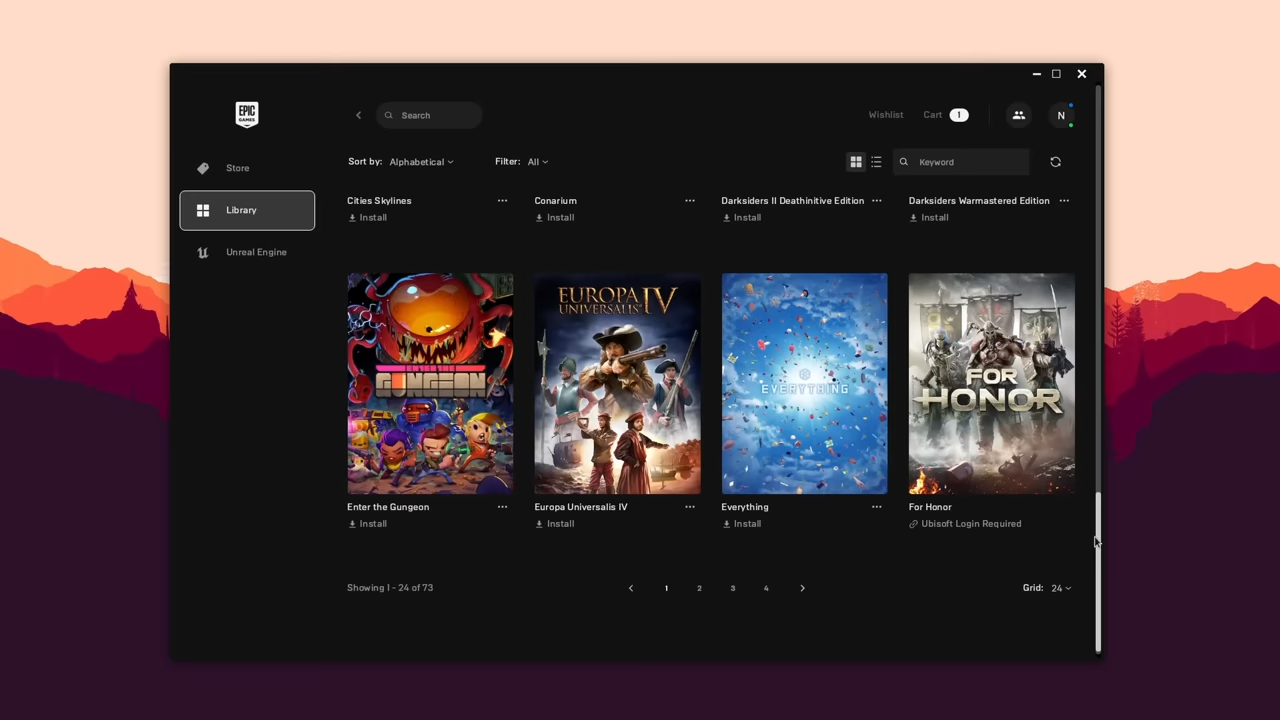 EPIC
GAMES
Search
Wishlist
Cart
1
N
Store
Library
Unreal Engine
Sort by: Alphabetical
Filter: All
Keyword
Cities Skylines
Install
Conarium
Install
Darksiders II Deathinitive Edition
Install
Darksiders Warmastered Edition
Install
ENTER THE
GUNGEON
EUROPA
UNIVERSALIS IV
EVERYTHING
FOR
HONOR
Enter the Gungeon
Install
Europa Universalis IV
Install
Everything
Install
For Honor
Ubisoft Login Required
Showing 1 - 24 of 73
1
2
3
4
Grid: 24